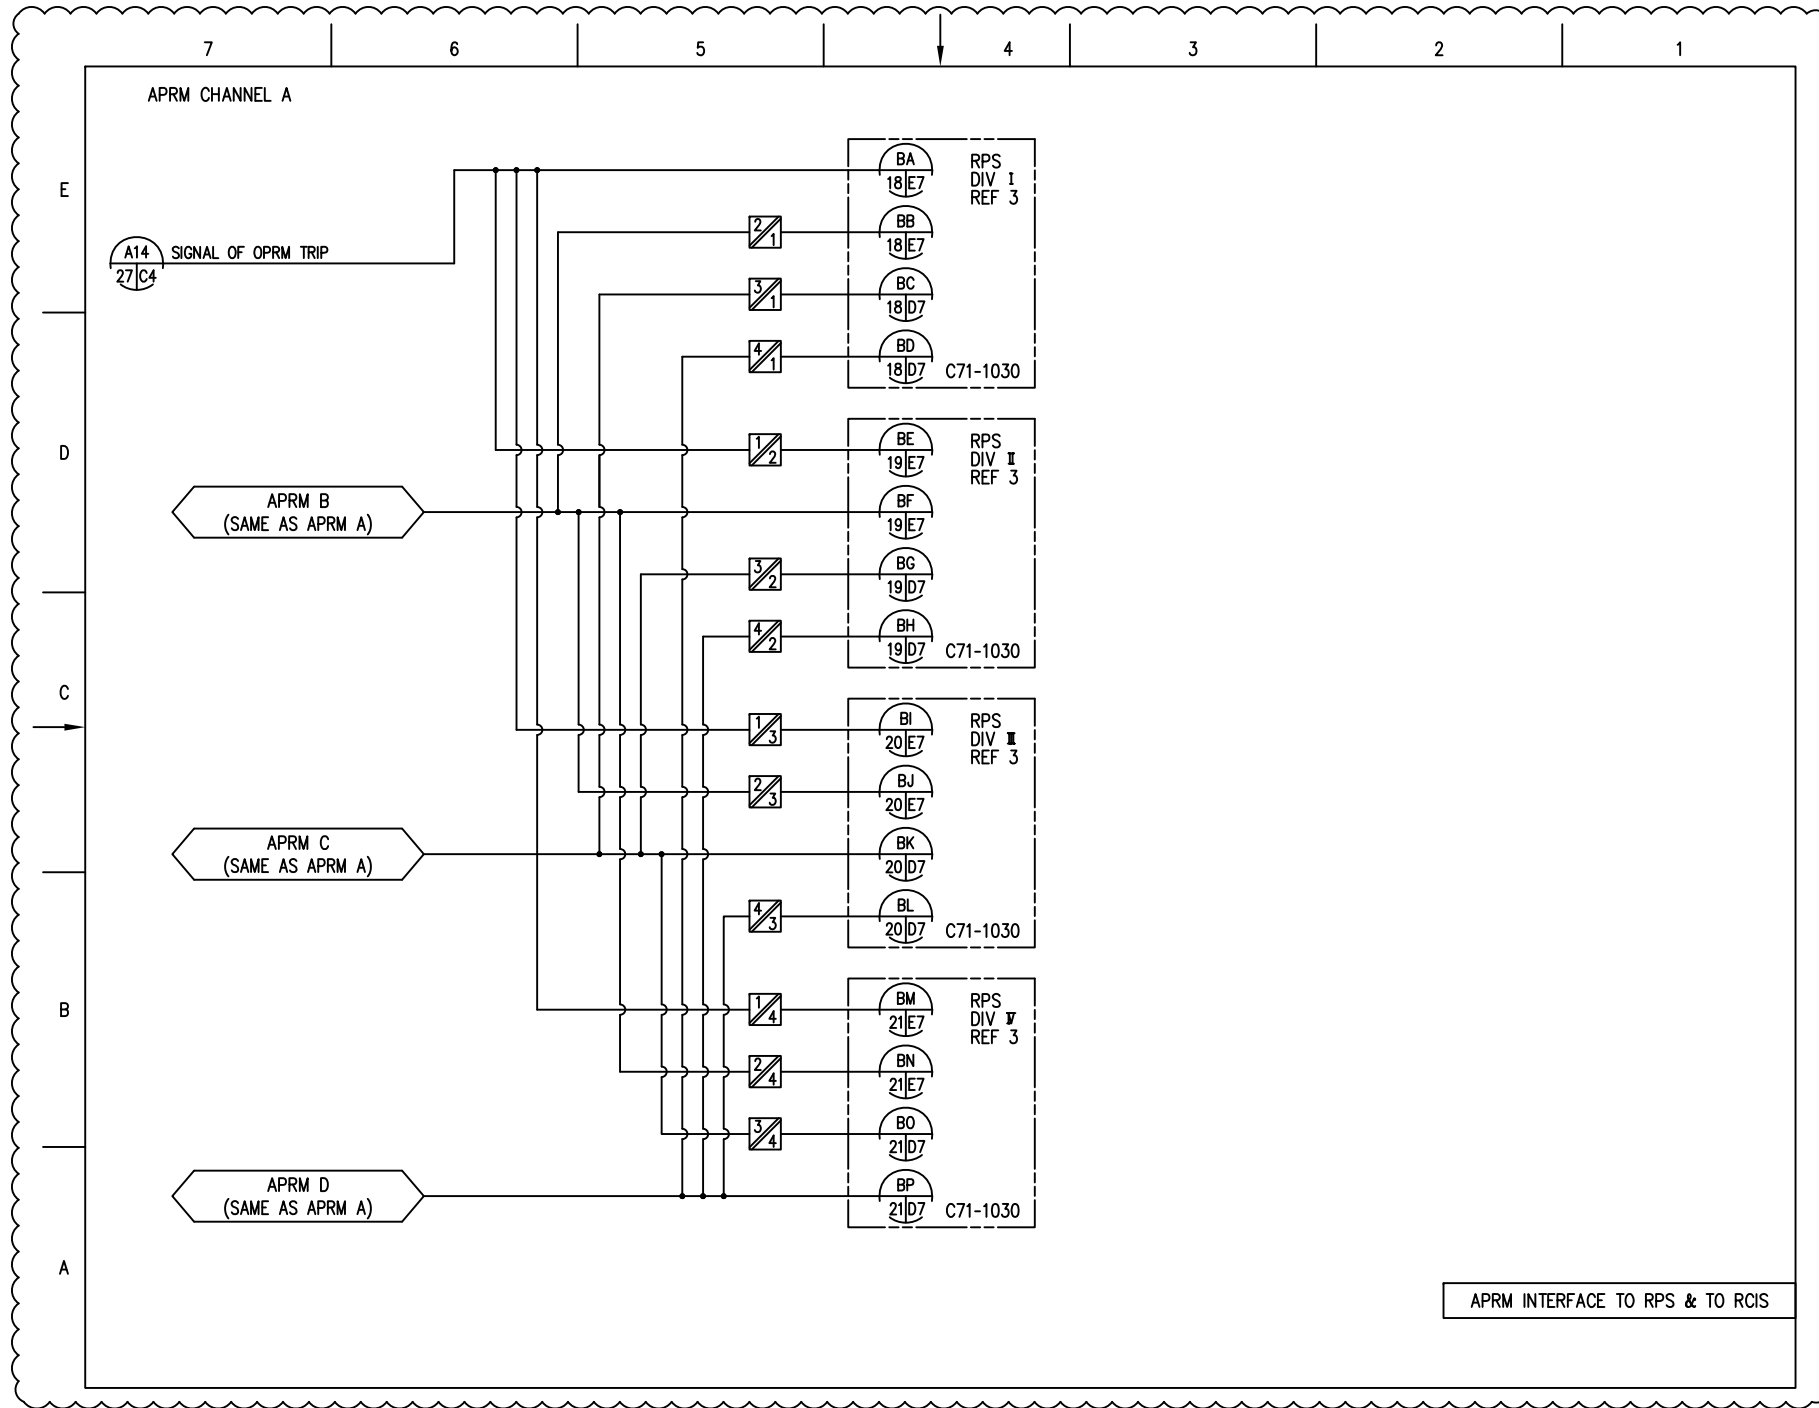 7 6 5 4 3 2 1
APRM CHANNEL A
E
D
C
B
A
A14 SIGNAL OF OPRM TRIP
27 C4
BA
18 E7
RPS
DIV I
REF 3
2/1
BB
18 E7
3/1
BC
18 D7
4/1
BD
18 D7
C71-1030
1/2
BE
19 E7
RPS
DIV II
REF 3
APRM B
(SAME AS APRM A)
BF
19 E7
3/2
BG
19 D7
4/2
BH
19 D7
C71-1030
1/3
BI
20 E7
RPS
DIV III
REF 3
2/3
BJ
20 E7
APRM C
(SAME AS APRM A)
BK
20 D7
4/3
BL
20 D7
C71-1030
1/4
BM
21 E7
RPS
DIV IV
REF 3
2/4
BN
21 E7
3/4
BO
21 D7
APRM D
(SAME AS APRM A)
BP
21 D7
C71-1030
APRM INTERFACE TO RPS & TO RCIS